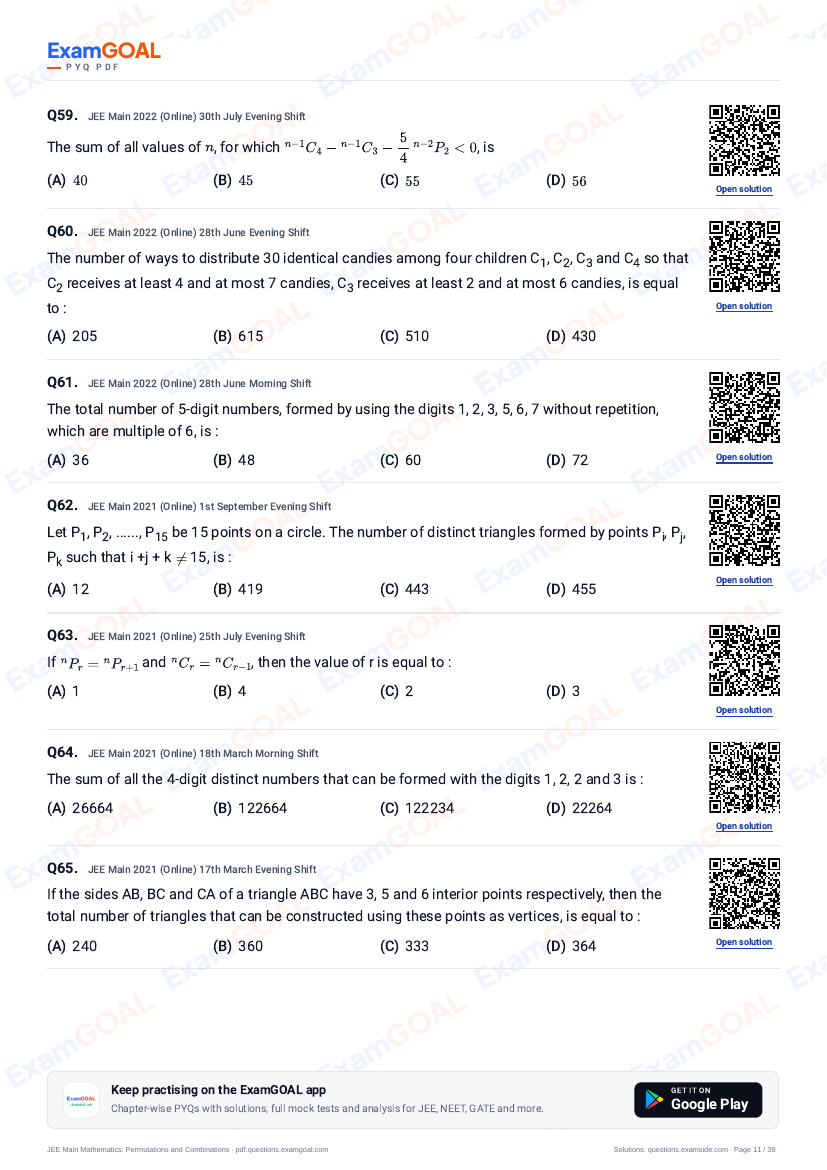 ExamGOAL
PYQ PDF
Q59. JEE Main 2022 (Online) 30th July Evening Shift
The sum of all values of n, for which ⁿ⁻¹C₄ − ⁿ⁻¹C₃ − 5/4 ⁿ⁻²P₂ < 0, is
(A) 40 (B) 45 (C) 55 (D) 56
Open solution
Q60. JEE Main 2022 (Online) 28th June Evening Shift
The number of ways to distribute 30 identical candies among four children C₁, C₂, C₃ and C₄ so that
C₂ receives at least 4 and at most 7 candies, C₃ receives at least 2 and at most 6 candies, is equal
to :
(A) 205 (B) 615 (C) 510 (D) 430
Open solution
Q61. JEE Main 2022 (Online) 28th June Morning Shift
The total number of 5-digit numbers, formed by using the digits 1, 2, 3, 5, 6, 7 without repetition,
which are multiple of 6, is :
(A) 36 (B) 48 (C) 60 (D) 72
Open solution
Q62. JEE Main 2021 (Online) 1st September Evening Shift
Let P₁, P₂, ......, P₁₅ be 15 points on a circle. The number of distinct triangles formed by points Pᵢ, Pⱼ,
Pₖ such that i +j + k ≠ 15, is :
(A) 12 (B) 419 (C) 443 (D) 455
Open solution
Q63. JEE Main 2021 (Online) 25th July Evening Shift
If ⁿPᵣ = ⁿPᵣ₊₁ and ⁿCᵣ = ⁿCᵣ₋₁, then the value of r is equal to :
(A) 1 (B) 4 (C) 2 (D) 3
Open solution
Q64. JEE Main 2021 (Online) 18th March Morning Shift
The sum of all the 4-digit distinct numbers that can be formed with the digits 1, 2, 2 and 3 is :
(A) 26664 (B) 122664 (C) 122234 (D) 22264
Open solution
Q65. JEE Main 2021 (Online) 17th March Evening Shift
If the sides AB, BC and CA of a triangle ABC have 3, 5 and 6 interior points respectively, then the
total number of triangles that can be constructed using these points as vertices, is equal to :
(A) 240 (B) 360 (C) 333 (D) 364
Open solution
ExamGOAL
Keep practising on the ExamGOAL app
Chapter-wise PYQs with solutions, full mock tests and analysis for JEE, NEET, GATE and more.
GET IT ON
Google Play
JEE Main Mathematics: Permutations and Combinations · pdf.questions.examgoal.com
Solutions: questions.examside.com · Page 11 / 38